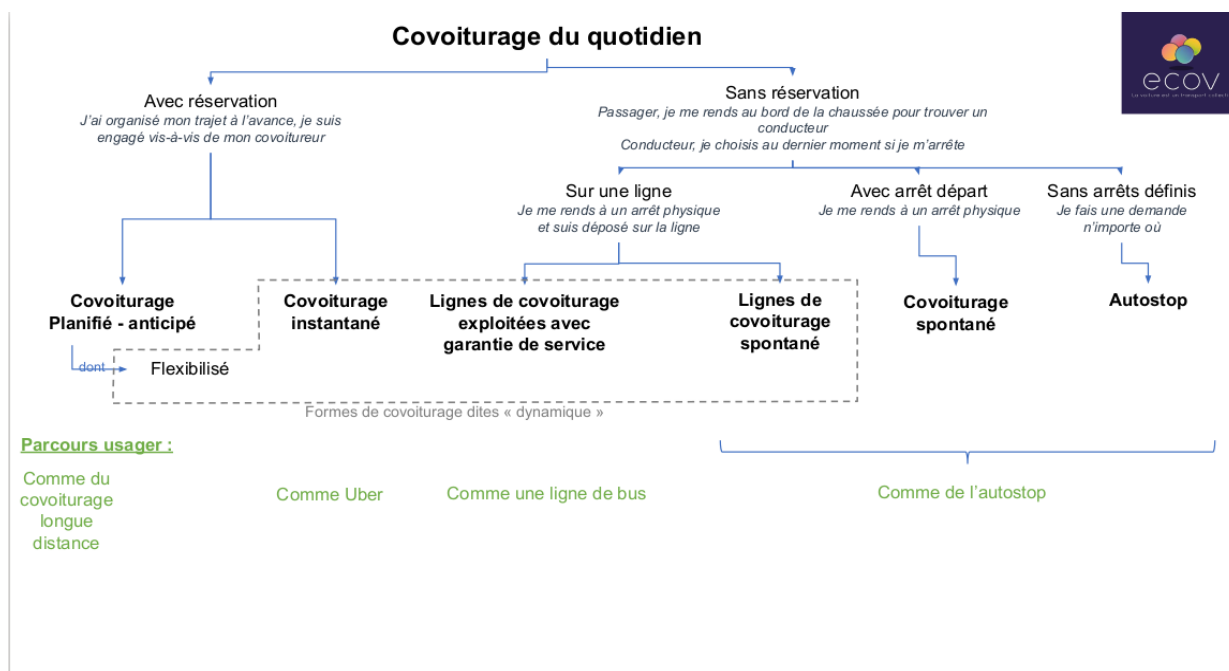 Covoiturage du quotidien
ecov
La voiture est un transport collectif
Avec réservation
J'ai organisé mon trajet à l'avance, je suis
engagé vis-à-vis de mon covoitureur
Sans réservation
Passager, je me rends au bord de la chaussée pour trouver un
conducteur
Conducteur, je choisis au dernier moment si je m'arrête
Sur une ligne
Je me rends à un arrêt physique
et suis déposé sur la ligne
Avec arrêt départ
Je me rends à un arrêt physique
Sans arrêts définis
Je fais une demande
n'importe où
Covoiturage
Planifié - anticipé
Covoiturage
instantané
Lignes de covoiturage
exploitées avec
garantie de service
Lignes de
covoiturage
spontané
Covoiturage
spontané
Autostop
dont
Flexibilisé
Formes de covoiturage dites « dynamique »
Parcours usager :
Comme du
covoiturage
longue
distance
Comme Uber
Comme une ligne de bus
Comme de l'autostop